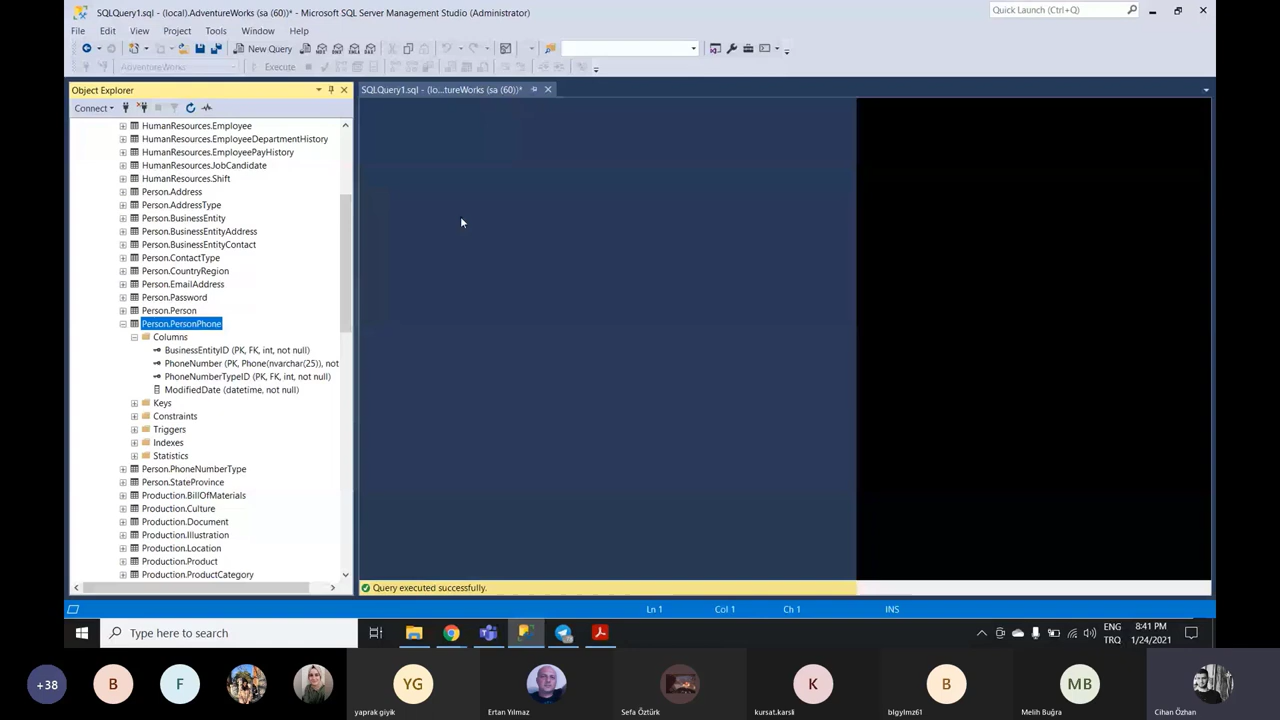 SQLQuery1.sql - (local).AdventureWorks (sa (60))* - Microsoft SQL Server Management Studio (Administrator)
Quick Launch (Ctrl+Q)
File Edit View Project Tools Window Help
New Query
AdventureWorks Execute
Object Explorer
SQLQuery1.sql - (lo...tureWorks (sa (60))*
Connect
HumanResources.Employee
HumanResources.EmployeeDepartmentHistory
HumanResources.EmployeePayHistory
HumanResources.JobCandidate
HumanResources.Shift
Person.Address
Person.AddressType
Person.BusinessEntity
Person.BusinessEntityAddress
Person.BusinessEntityContact
Person.ContactType
Person.CountryRegion
Person.EmailAddress
Person.Password
Person.Person
Person.PersonPhone
Columns
BusinessEntityID (PK, FK, int, not null)
PhoneNumber (PK, Phone(nvarchar(25)), not
PhoneNumberTypeID (PK, FK, int, not null)
ModifiedDate (datetime, not null)
Keys
Constraints
Triggers
Indexes
Statistics
Person.PhoneNumberType
Person.StateProvince
Production.BillOfMaterials
Production.Culture
Production.Document
Production.Illustration
Production.Location
Production.Product
Production.ProductCategory
Query executed successfully.
Ln 1 Col 1 Ch 1 INS
Type here to search
ENG
TRQ
8:41 PM
1/24/2021
+38 B F YG K B MB
yaprak giyik
Ertan Yılmaz
Sefa Öztürk
kursat.karsli
blgylmz61
Melih Buğra
Cihan Özhan